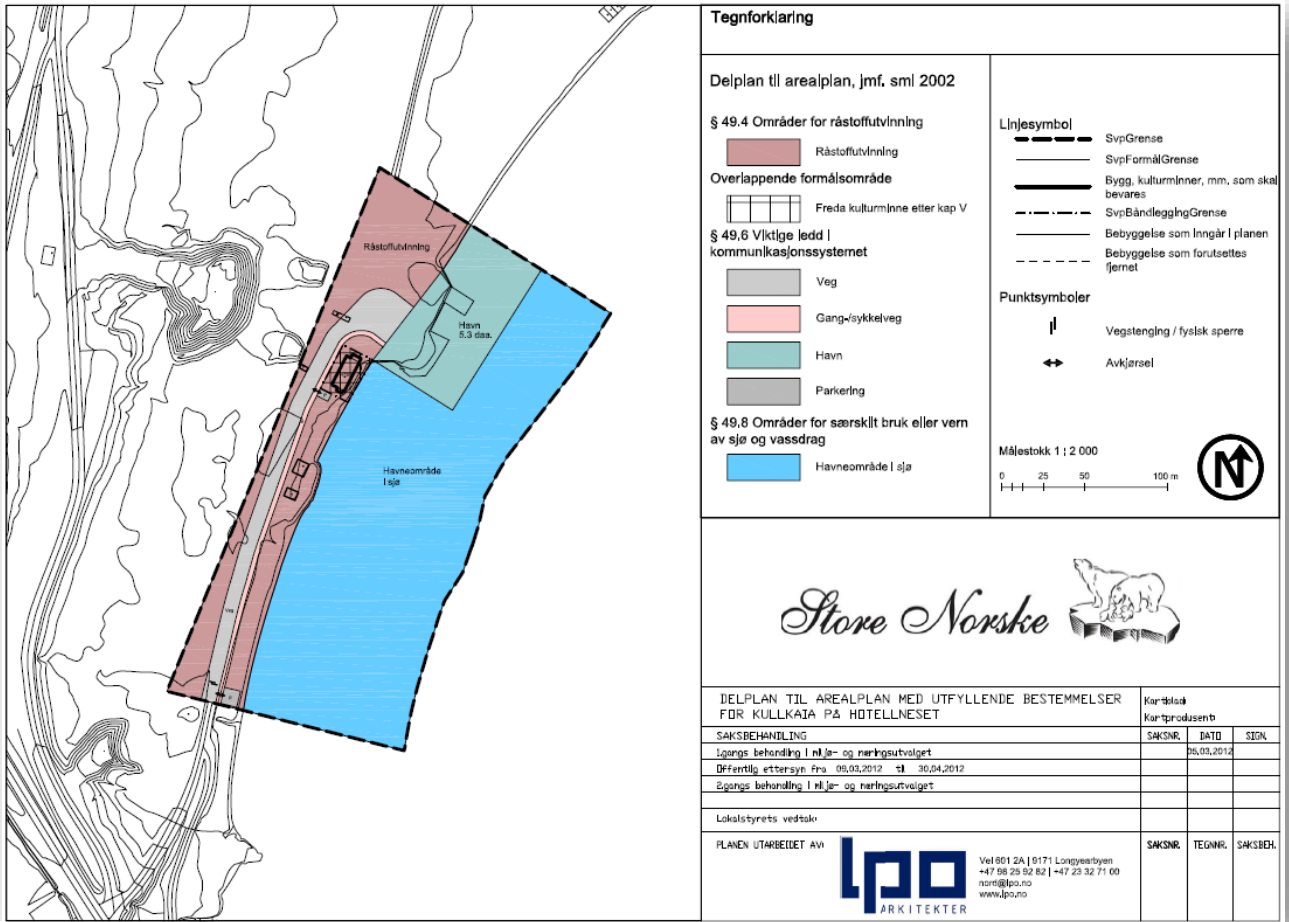 Råstoffutvinning
Havn
5.3 daa.
Havneområde
i sjø
Veg
Tegnforklaring
Delplan til arealplan, jmf. sml 2002
§ 49.4 Områder for råstoffutvinning
Råstoffutvinning
Overlappende formålsområde
Freda kulturminne etter kap V
§ 49.6 Viktige ledd i
kommunikasjonssystemet
Veg
Gang-/sykkelveg
Havn
Parkering
§ 49.8 Områder for særskilt bruk eller vern
av sjø og vassdrag
Havneområde i sjø
Linjesymbol
SvpGrense
SvpFormålGrense
Bygg, kulturminner, mm, som skal
bevares
SvpBåndleggingGrense
Bebyggelse som inngår i planen
Bebyggelse som forutsettes
fjernet
Punktsymboler
Vegstenging / fysisk sperre
Avkjørsel
Målestokk 1 : 2 000
0 25 50 100 m
N
Store Norske
DELPLAN TIL AREALPLAN MED UTFYLLENDE BESTEMMELSER
FOR KULLKAIA PÅ HOTELLNESET
Kartblad:
Kartprodusent:
SAKSBEHANDLING SAKSNR. DATO SIGN.
1.gangs behandling i miljø- og næringsutvalget 05.03.2012
Offentlig ettersyn fra 09.03.2012 til 30.04.2012
2.gangs behandling i miljø- og næringsutvalget
Lokalstyrets vedtak:
PLANEN UTARBEIDET AV: SAKSNR. TEGNNR. SAKSBEH.
lpo
ARKITEKTER
Vei 601 2A | 9171 Longyearbyen
+47 98 25 92 82 | +47 23 32 71 00
nord@lpo.no
www.lpo.no